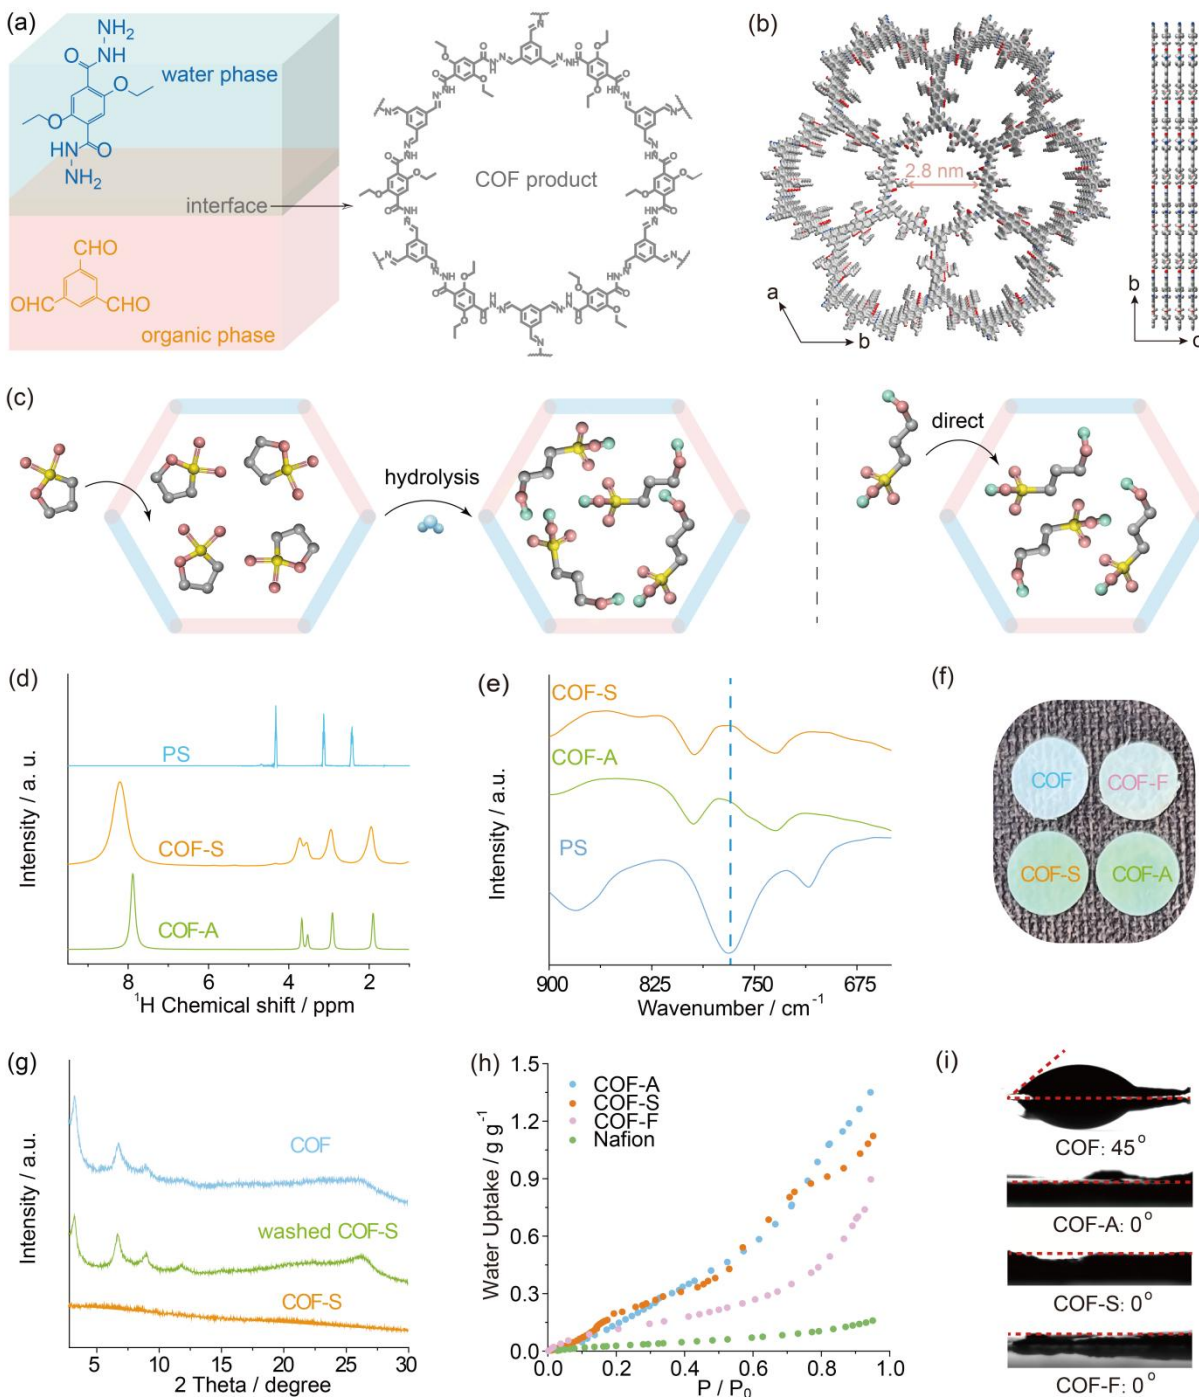 (a)
NH₂
HN
O
water phase
O
O
O
HN
NH₂
interface
CHO
OHC
CHO
organic phase
COF product
(b)
2.8 nm
a
b
b
c
(c)
hydrolysis
direct
(d)
PS
COF-S
COF-A
Intensity / a. u.
8
6
4
2
¹H Chemical shift / ppm
(e)
COF-S
COF-A
PS
Intensity / a.u.
900
825
750
675
Wavenumber / cm⁻¹
(f)
COF
COF-F
COF-S
COF-A
(g)
COF
washed COF-S
COF-S
Intensity / a.u.
5
10
15
20
25
30
2 Theta / degree
(h)
COF-A
COF-S
COF-F
Nafion
Water Uptake / g g⁻¹
1.5
1.2
0.9
0.6
0.3
0.0
0.0
0.2
0.4
0.6
0.8
1.0
P / P₀
(i)
COF: 45°
COF-A: 0°
COF-S: 0°
COF-F: 0°